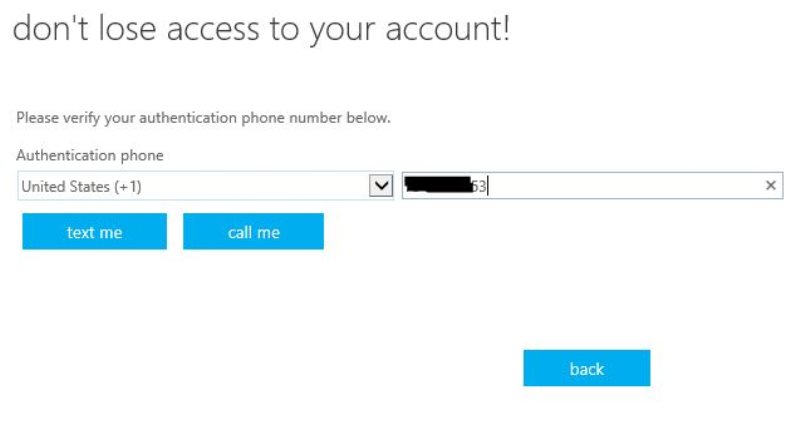 don't lose access to your account!
Please verify your authentication phone number below.
Authentication phone
United States (+1) 53
text me call me
back